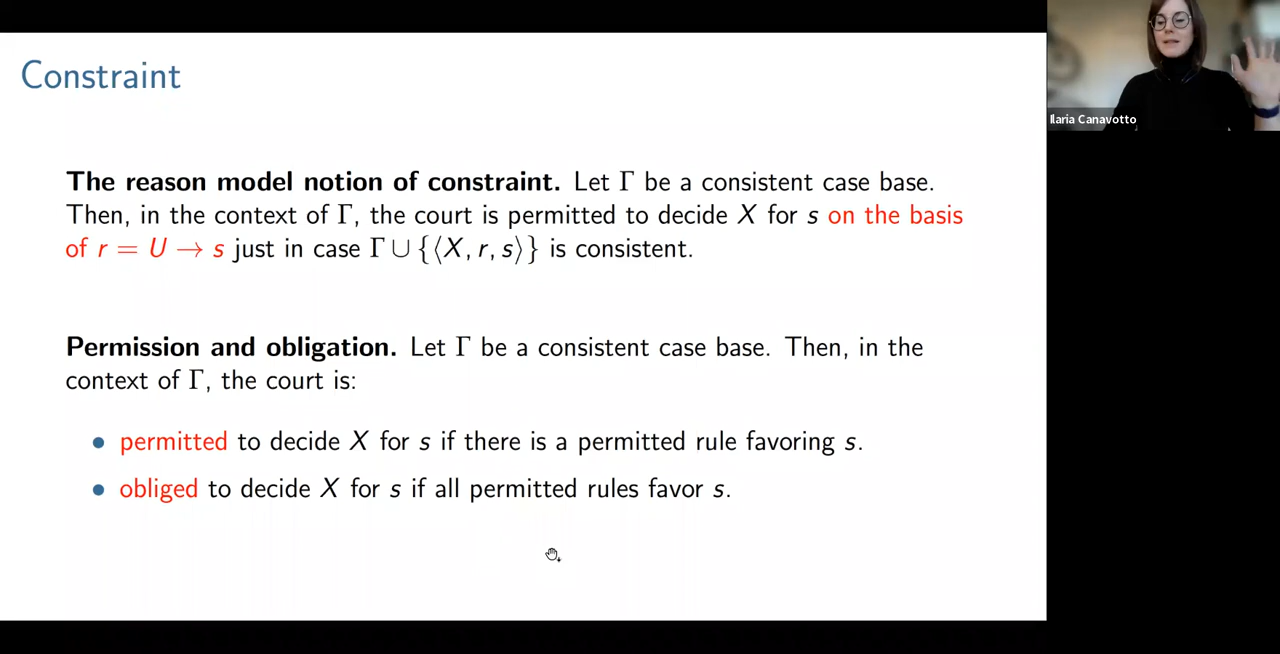 Constraint
The reason model notion of constraint. Let Γ be a consistent case base.
Then, in the context of Γ, the court is permitted to decide X for s on the basis
of r = U → s just in case Γ ∪ {⟨X, r, s⟩} is consistent.
Permission and obligation. Let Γ be a consistent case base. Then, in the
context of Γ, the court is:
• permitted to decide X for s if there is a permitted rule favoring s.
• obliged to decide X for s if all permitted rules favor s.
Ilaria Canavotto